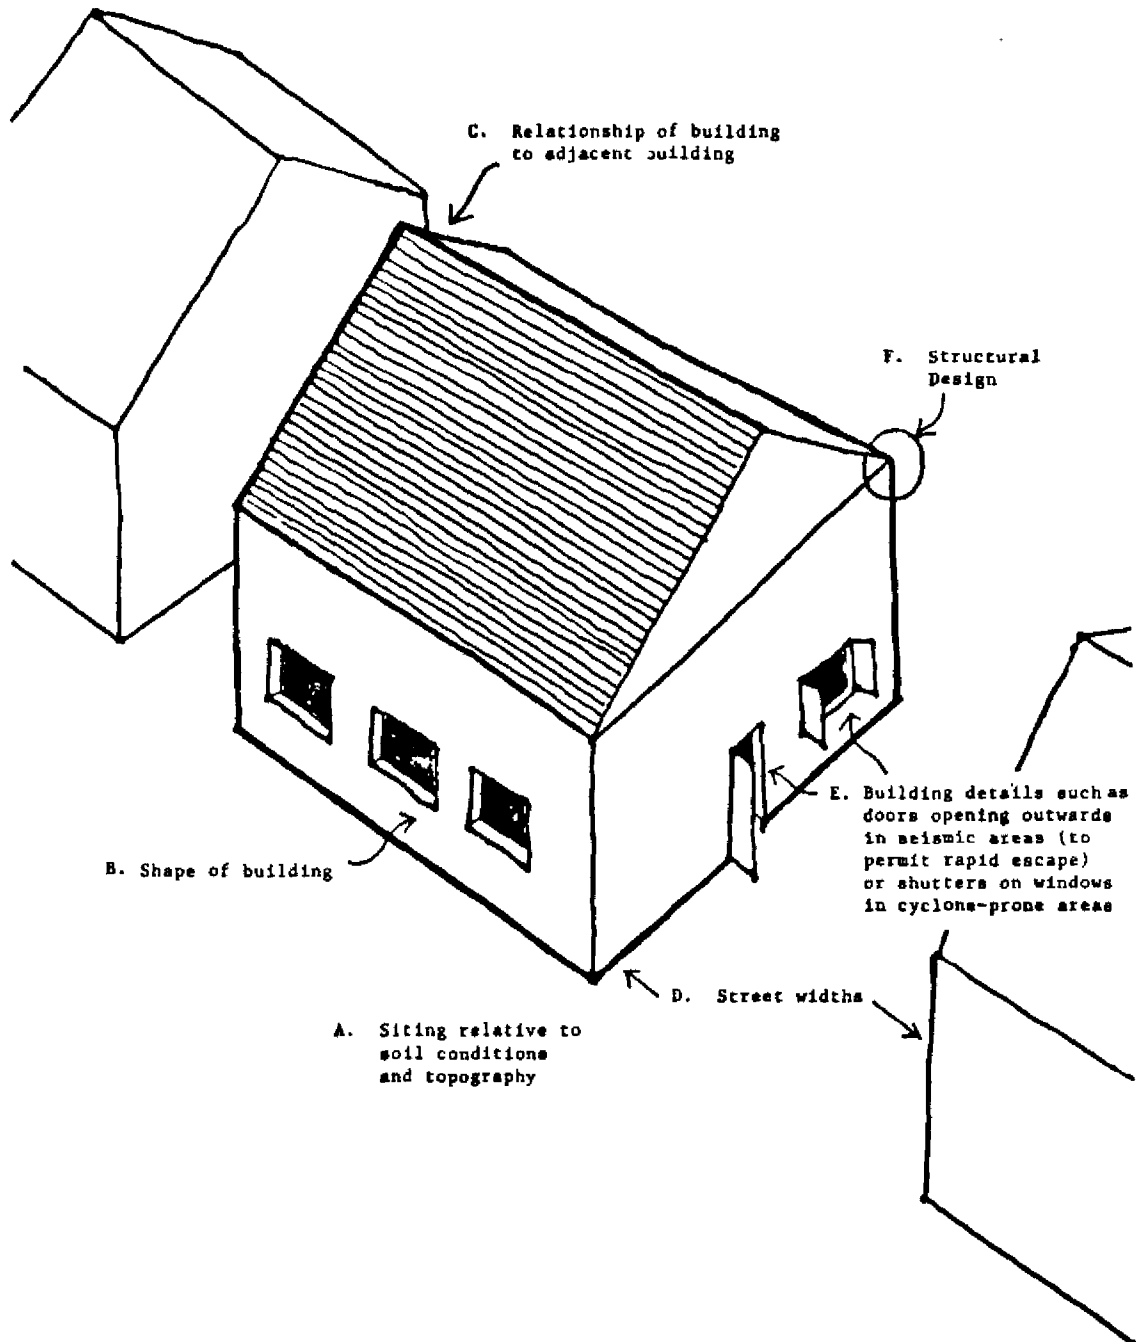 C. Relationship of building
to adjacent building
F. Structural
Design
E. Building details such as
doors opening outwards
in seismic areas (to
permit rapid escape)
or shutters on windows
in cyclone-prone areas
B. Shape of building
D. Street widths
A. Siting relative to
soil conditions
and topography